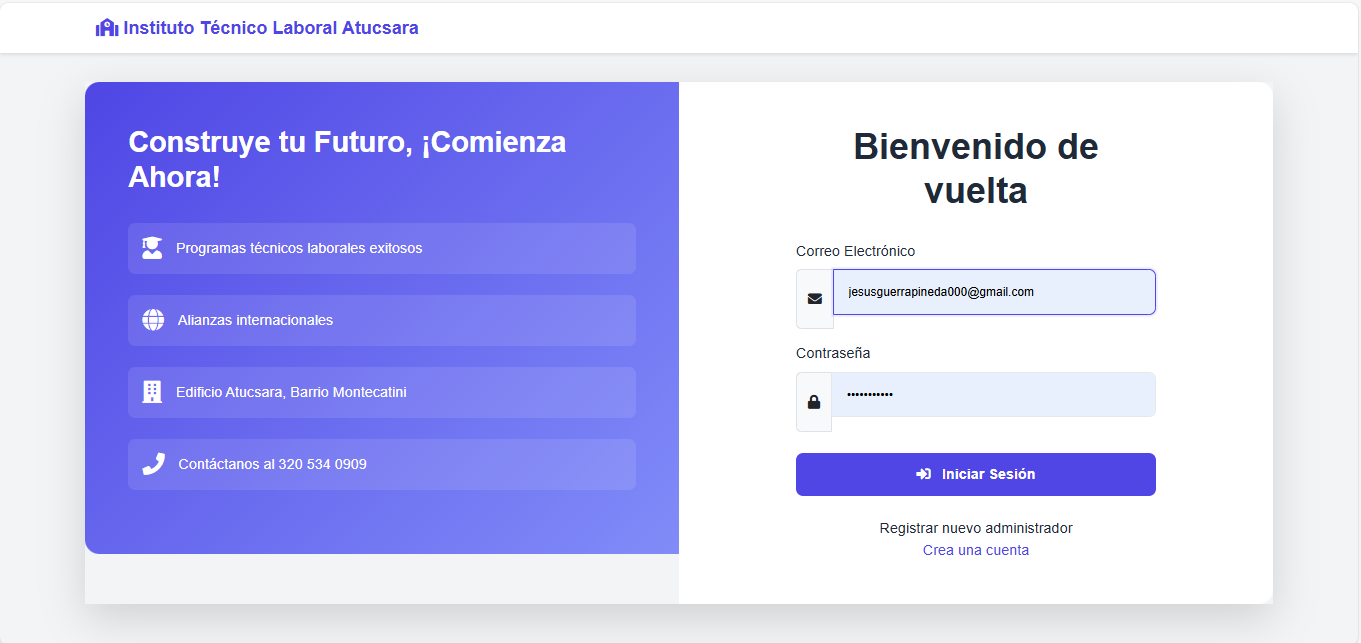 Instituto Técnico Laboral Atucsara
Construye tu Futuro, ¡Comienza
Ahora!
Programas técnicos laborales exitosos
Alianzas internacionales
Edificio Atucsara, Barrio Montecatini
Contáctanos al 320 534 0909
Bienvenido de
vuelta
Correo Electrónico
jesusguerrapineda000@gmail.com
Contraseña
•••••••••••
Iniciar Sesión
Registrar nuevo administrador
Crea una cuenta